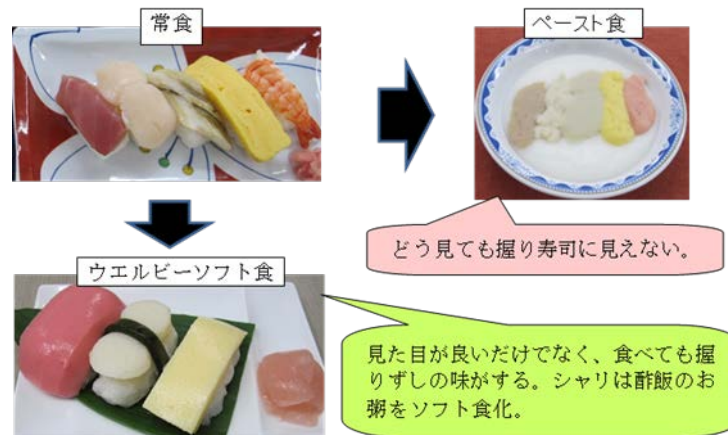 常食
ペースト食
どう見ても握り寿司に見えない。
ウエルビーソフト食
見た目が良いだけでなく、食べても握
りずしの味がする。シャリは酢飯のお
粥をソフト食化。